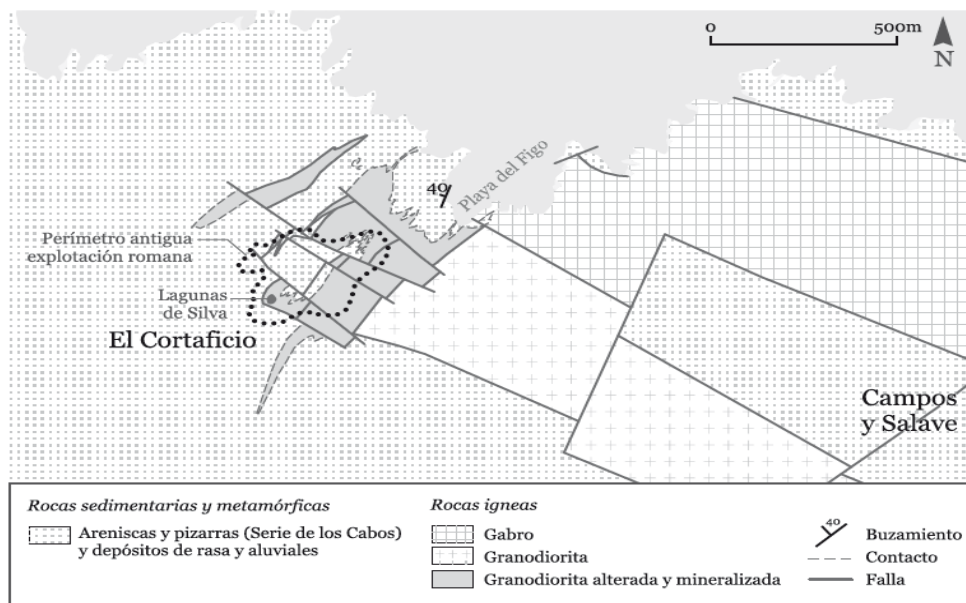 0 500m
N
40
Playa del Figo
Perímetro antigua
explotación romana
Lagunas
de Silva
El Cortaficio
Campos
y Salave
Rocas sedimentarias y metamórficas
Areniscas y pizarras (Serie de los Cabos)
y depósitos de rasa y aluviales
Rocas igneas
Gabro
Granodiorita
Granodiorita alterada y mineralizada
40
Buzamiento
Contacto
Falla